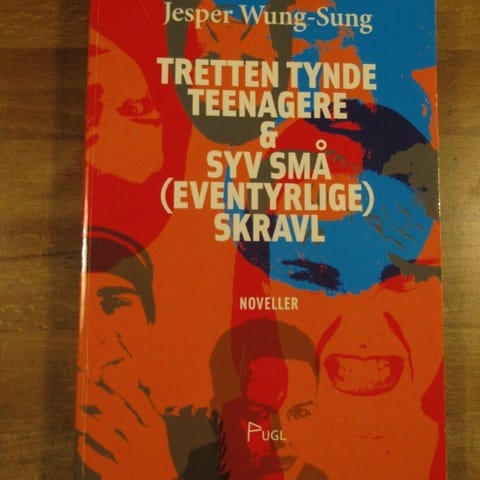 Jesper Wung-Sung
TRETTEN TYNDE
TEENAGERE
&
SYV SMÅ
(EVENTYRLIGE)
SKRAVL
NOVELLER
PUGL